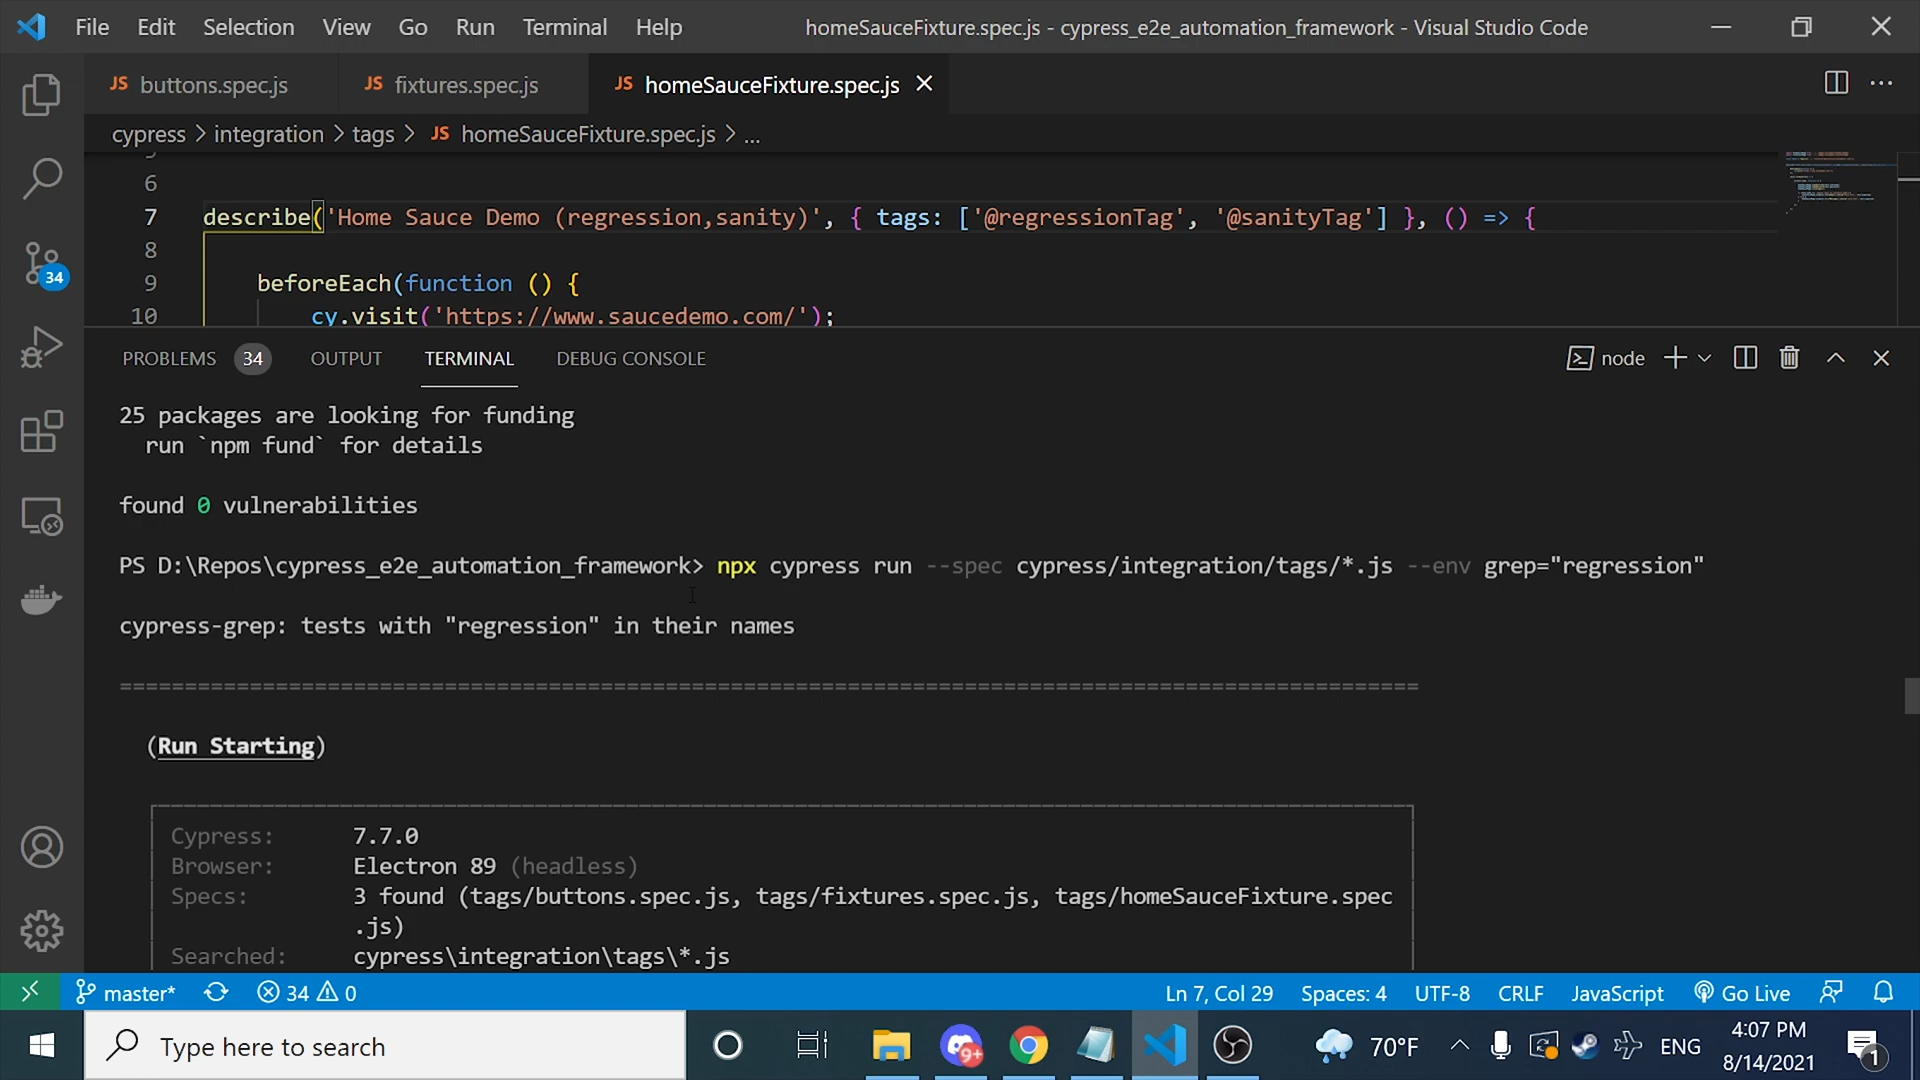 File Edit Selection View Go Run Terminal Help homeSauceFixture.spec.js - cypress_e2e_automation_framework - Visual Studio Code
JS buttons.spec.js JS fixtures.spec.js JS homeSauceFixture.spec.js
cypress > integration > tags > JS homeSauceFixture.spec.js > ...
6
7 describe('Home Sauce Demo (regression,sanity)', { tags: ['@regressionTag', '@sanityTag'] }, () => {
8
9 beforeEach(function () {
10 cy.visit('https://www.saucedemo.com/');
34
PROBLEMS 34 OUTPUT TERMINAL DEBUG CONSOLE node
25 packages are looking for funding
run `npm fund` for details
found 0 vulnerabilities
PS D:\Repos\cypress_e2e_automation_framework> npx cypress run --spec cypress/integration/tags/*.js --env grep="regression"
cypress-grep: tests with "regression" in their names
====================================================================================================
(Run Starting)
Cypress: 7.7.0
Browser: Electron 89 (headless)
Specs: 3 found (tags/buttons.spec.js, tags/fixtures.spec.js, tags/homeSauceFixture.spec
.js)
Searched: cypress\integration\tags\*.js
master* 34 0 Ln 7, Col 29 Spaces: 4 UTF-8 CRLF JavaScript Go Live
Type here to search 9+ 70°F ENG 4:07 PM
8/14/2021 1